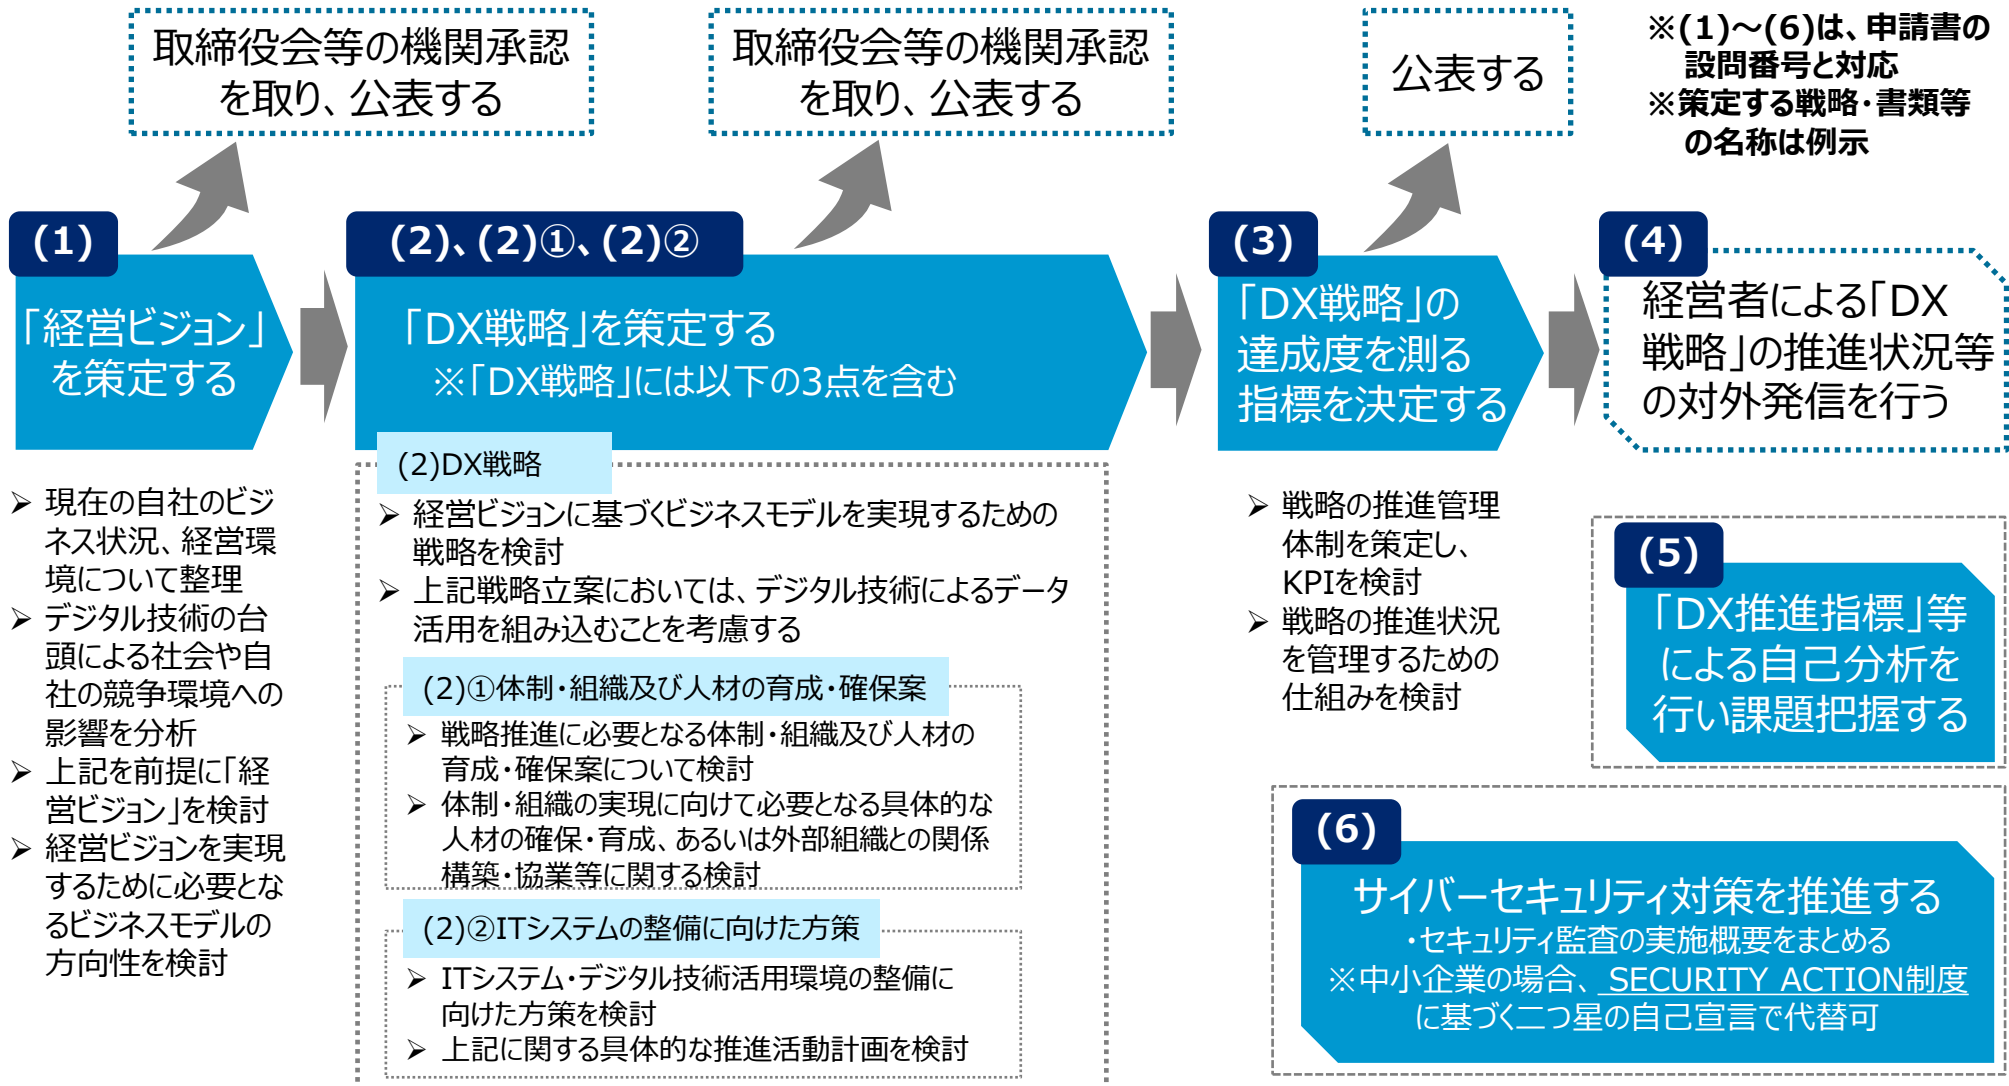 取締役会等の機関承認
を取り、公表する
取締役会等の機関承認
を取り、公表する
公表する
※(1)～(6)は、申請書の
設問番号と対応
※策定する戦略・書類等
の名称は例示
(1)
「経営ビジョン」
を策定する
➢ 現在の自社のビジ
ネス状況、経営環
境について整理
➢ デジタル技術の台
頭による社会や自
社の競争環境への
影響を分析
➢ 上記を前提に「経
営ビジョン」を検討
➢ 経営ビジョンを実現
するために必要とな
るビジネスモデルの
方向性を検討
(2)、(2)①、(2)②
「DX戦略」を策定する
※「DX戦略」には以下の3点を含む
(2)DX戦略
➢ 経営ビジョンに基づくビジネスモデルを実現するための
戦略を検討
➢ 上記戦略立案においては、デジタル技術によるデータ
活用を組み込むことを考慮する
(2)①体制・組織及び人材の育成・確保案
➢ 戦略推進に必要となる体制・組織及び人材の
育成・確保案について検討
➢ 体制・組織の実現に向けて必要となる具体的な
人材の確保・育成、あるいは外部組織との関係
構築・協業等に関する検討
(2)②ITシステムの整備に向けた方策
➢ ITシステム・デジタル技術活用環境の整備に
向けた方策を検討
➢ 上記に関する具体的な推進活動計画を検討
(3)
「DX戦略」の
達成度を測る
指標を決定する
➢ 戦略の推進管理
体制を策定し、
KPIを検討
➢ 戦略の推進状況
を管理するための
仕組みを検討
(4)
経営者による「DX
戦略」の推進状況等
の対外発信を行う
(5)
「DX推進指標」等
による自己分析を
行い課題把握する
(6)
サイバーセキュリティ対策を推進する
・セキュリティ監査の実施概要をまとめる
※中小企業の場合、SECURITY ACTION制度
に基づく二つ星の自己宣言で代替可